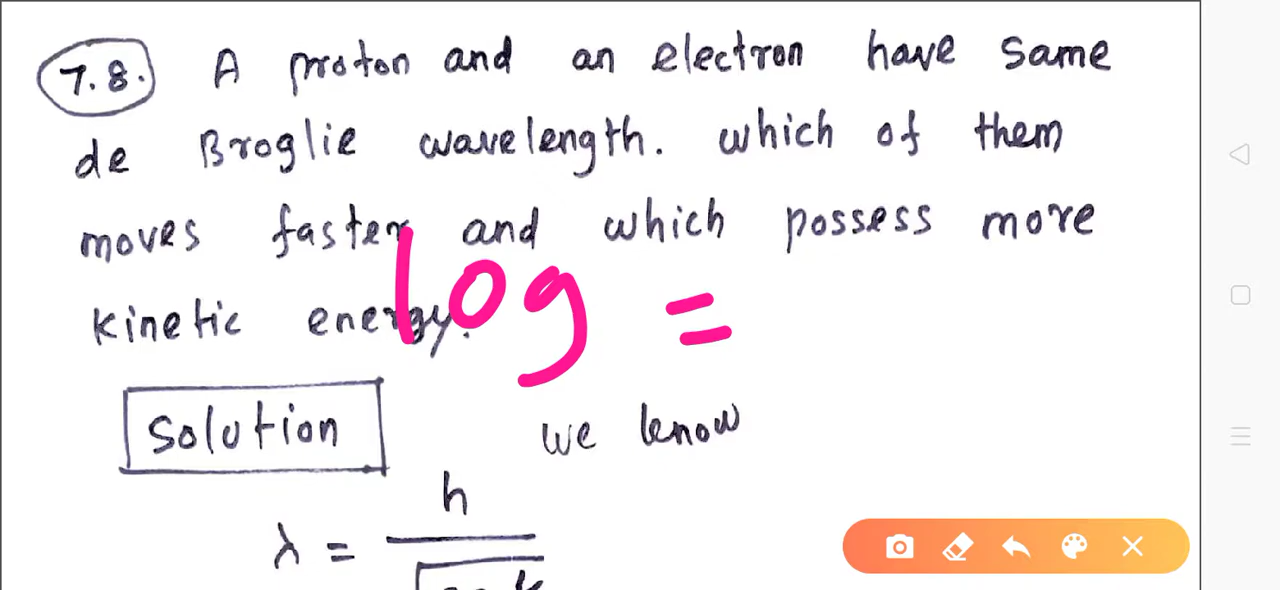 7.8. A proton and an electron have same
de Broglie wavelength. which of them
moves faster and which possess more
kinetic energy.
log =
Solution we know
λ = h